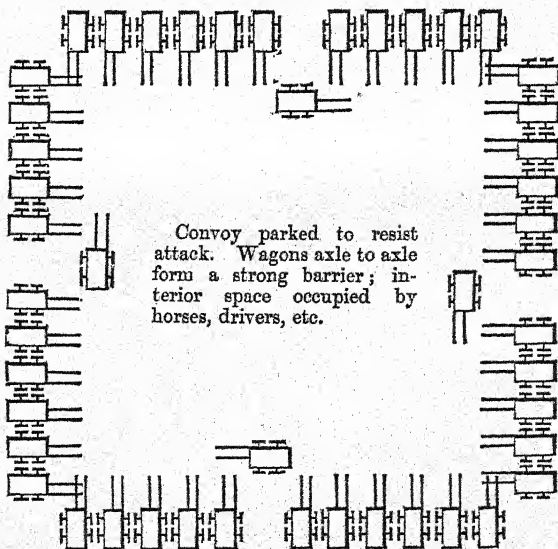 Convoy parked to resist
attack. Wagons axle to axle
form a strong barrier; in-
terior space occupied by
horses, drivers, etc.